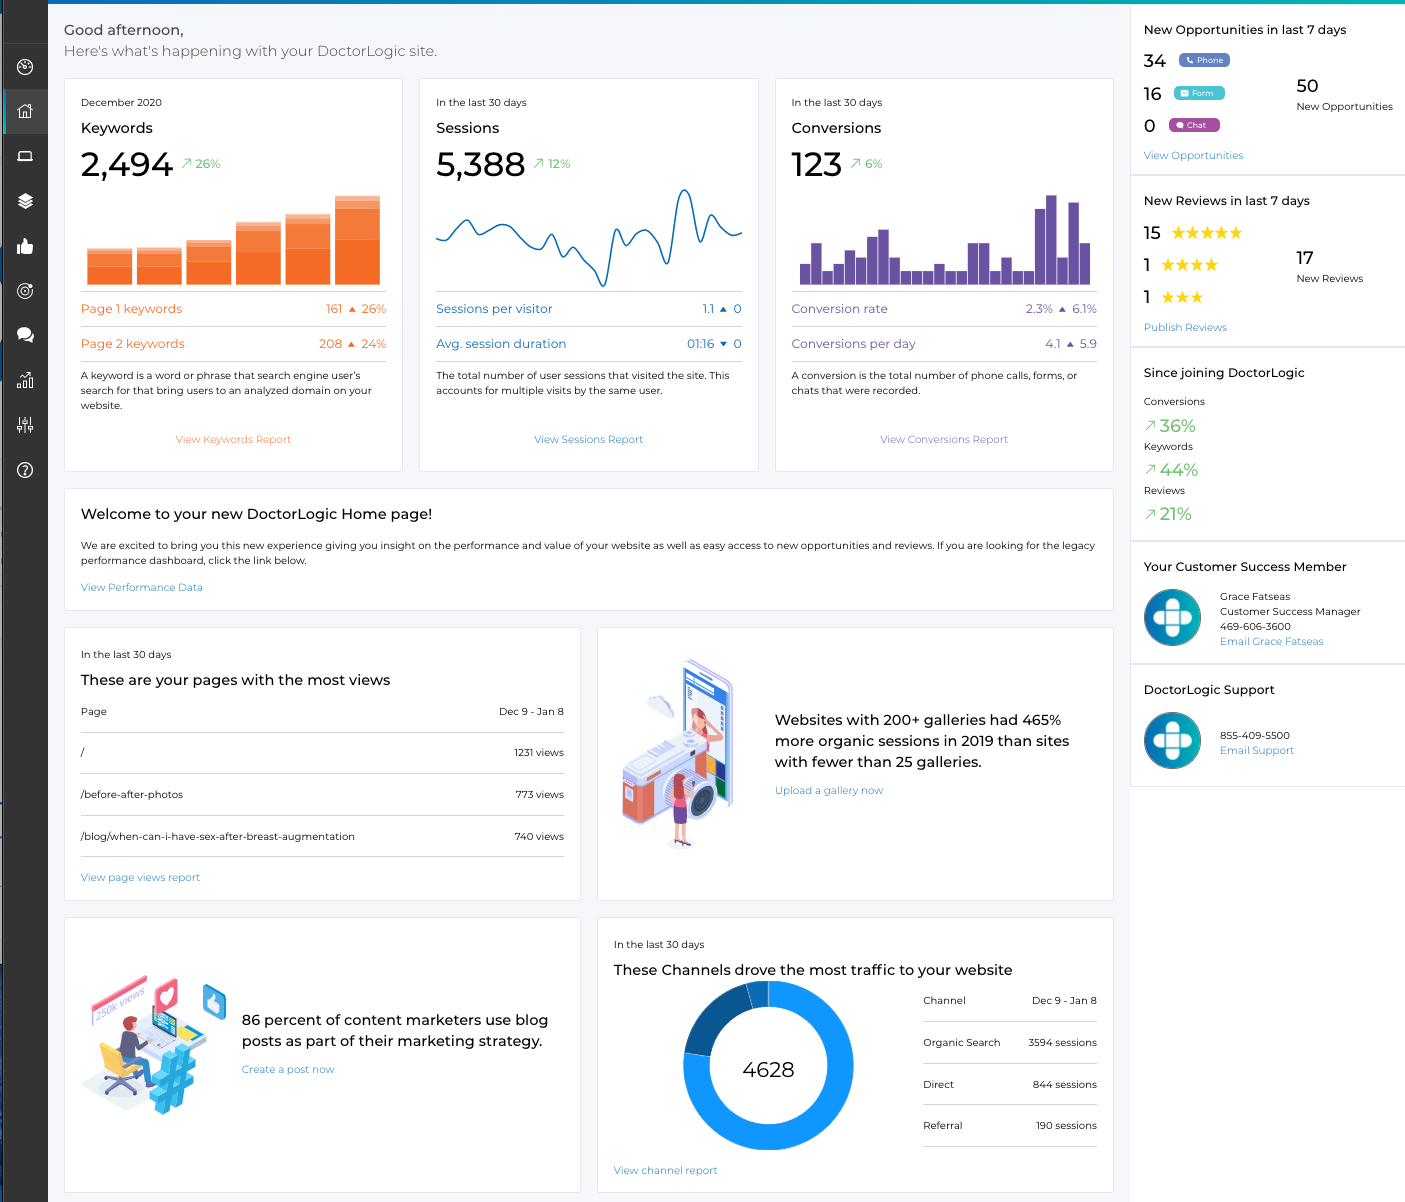 Good afternoon,
Here's what's happening with your DoctorLogic site.
December 2020
Keywords
2,494 26%
Page 1 keywords 161 ▲ 26%
Page 2 keywords 208 ▲ 24%
A keyword is a word or phrase that search engine user's
search for that bring users to an analyzed domain on your
website.
View Keywords Report
In the last 30 days
Sessions
5,388 12%
Sessions per visitor 1.1 ▲ 0
Avg. session duration 01:16 ▼ 0
The total number of user sessions that visited the site. This
accounts for multiple visits by the same user.
View Sessions Report
In the last 30 days
Conversions
123 6%
Conversion rate 2.3% ▲ 6.1%
Conversions per day 4.1 ▲ 5.9
A conversion is the total number of phone calls, forms, or
chats that were recorded.
View Conversions Report
Welcome to your new DoctorLogic Home page!
We are excited to bring you this new experience giving you insight on the performance and value of your website as well as easy access to new opportunities and reviews. If you are looking for the legacy
performance dashboard, click the link below.
View Performance Data
In the last 30 days
These are your pages with the most views
Page Dec 9 - Jan 8
/ 1231 views
/before-after-photos 773 views
/blog/when-can-i-have-sex-after-breast-augmentation 740 views
View page views report
Websites with 200+ galleries had 465%
more organic sessions in 2019 than sites
with fewer than 25 galleries.
Upload a gallery now
250k views
86 percent of content marketers use blog
posts as part of their marketing strategy.
Create a post now
In the last 30 days
These Channels drove the most traffic to your website
4628
Channel Dec 9 - Jan 8
Organic Search 3594 sessions
Direct 844 sessions
Referral 190 sessions
View channel report
New Opportunities in last 7 days
34 Phone
16 Form
0 Chat
50
New Opportunities
View Opportunities
New Reviews in last 7 days
15 ★★★★★
1 ★★★★
1 ★★★
17
New Reviews
Publish Reviews
Since joining DoctorLogic
Conversions
36%
Keywords
44%
Reviews
21%
Your Customer Success Member
Grace Fatseas
Customer Success Manager
469-606-3600
Email Grace Fatseas
DoctorLogic Support
855-409-5500
Email Support